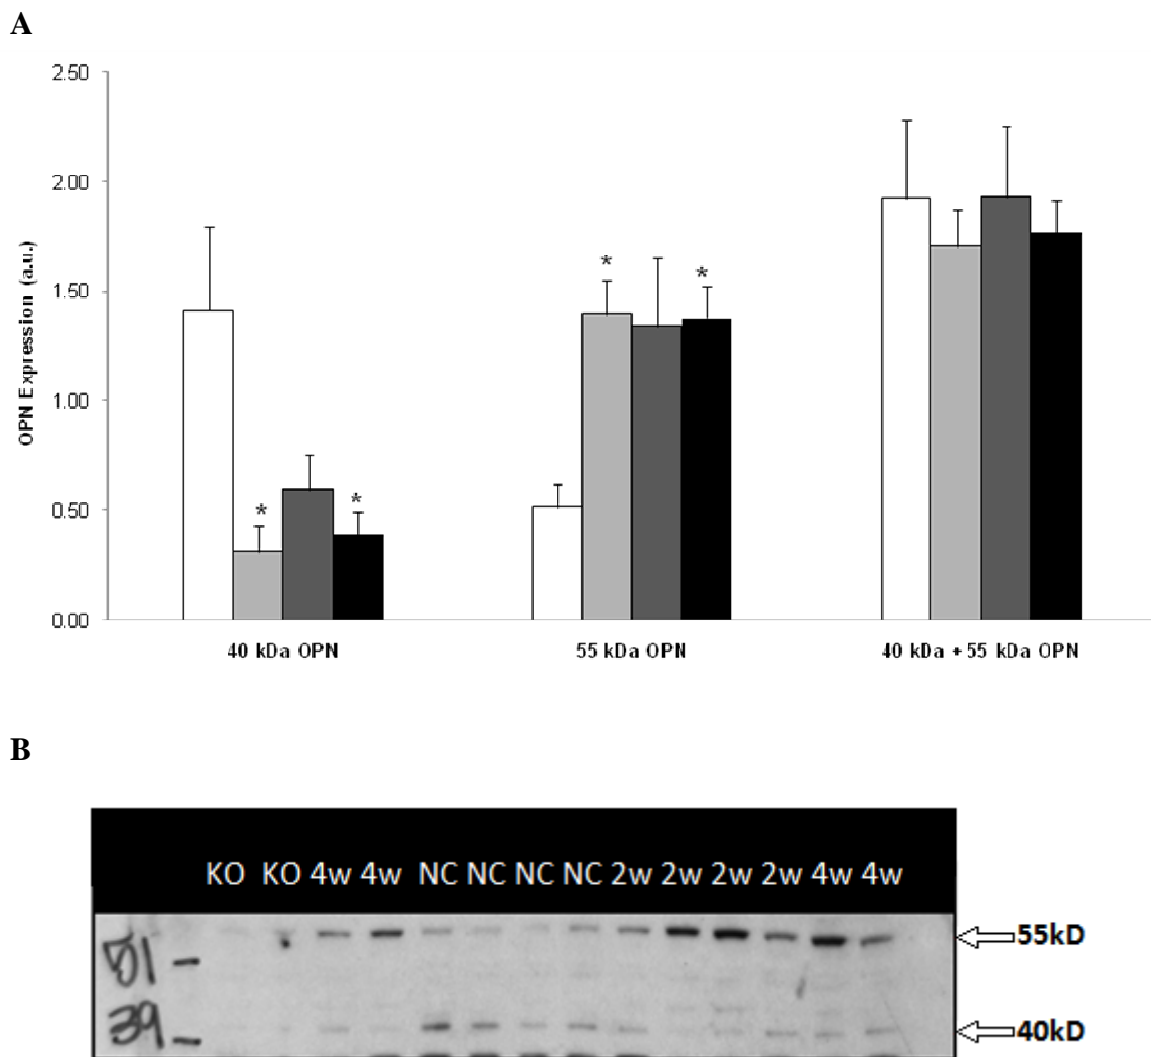 A
2.50
2.00
1.50
1.00
0.50
0.00
OPN Expression (a.u.)
* * * *
40 kDa OPN 55 kDa OPN 40 kDa + 55 kDa OPN
B
KO KO 4w 4w NC NC NC NC 2w 2w 2w 2w 4w 4w
51
55kD
39
40kD